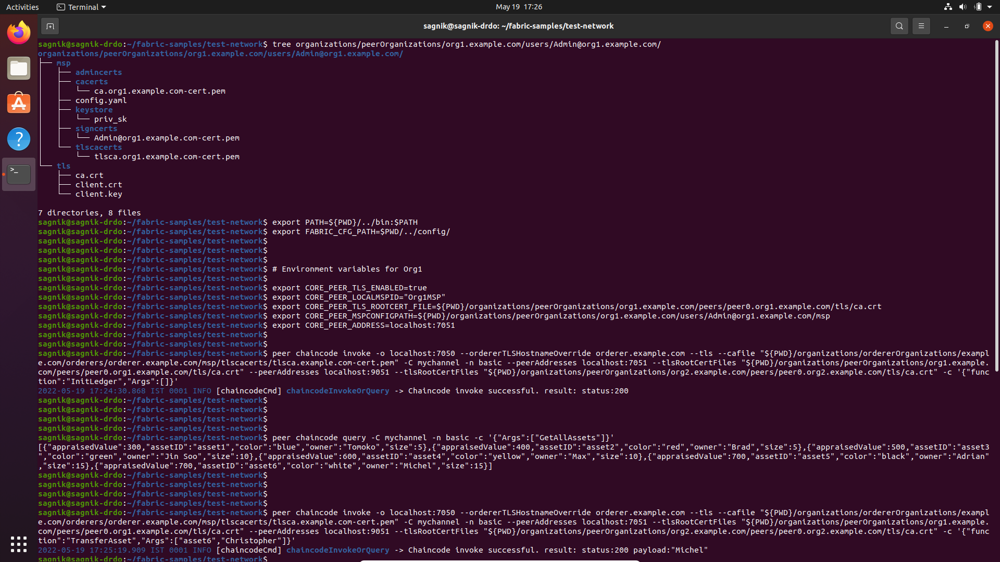 Activities
Terminal
May 19 17:26
sagnik@sagnik-drdo: ~/fabric-samples/test-network
sagnik@sagnik-drdo:~/fabric-samples/test-network$ tree organizations/peerOrganizations/org1.example.com/users/Admin@org1.example.com/
organizations/peerOrganizations/org1.example.com/users/Admin@org1.example.com/
├── msp
│   ├── admincerts
│   ├── cacerts
│   │   └── ca.org1.example.com-cert.pem
│   ├── config.yaml
│   ├── keystore
│   │   └── priv_sk
│   ├── signcerts
│   │   └── Admin@org1.example.com-cert.pem
│   └── tlscacerts
│       └── tlsca.org1.example.com-cert.pem
└── tls
    ├── ca.crt
    ├── client.crt
    └── client.key
7 directories, 8 files
sagnik@sagnik-drdo:~/fabric-samples/test-network$ export PATH=${PWD}/../bin:$PATH
sagnik@sagnik-drdo:~/fabric-samples/test-network$ export FABRIC_CFG_PATH=$PWD/../config/
sagnik@sagnik-drdo:~/fabric-samples/test-network$
sagnik@sagnik-drdo:~/fabric-samples/test-network$
sagnik@sagnik-drdo:~/fabric-samples/test-network$
sagnik@sagnik-drdo:~/fabric-samples/test-network$ # Environment variables for Org1
sagnik@sagnik-drdo:~/fabric-samples/test-network$
sagnik@sagnik-drdo:~/fabric-samples/test-network$ export CORE_PEER_TLS_ENABLED=true
sagnik@sagnik-drdo:~/fabric-samples/test-network$ export CORE_PEER_LOCALMSPID="Org1MSP"
sagnik@sagnik-drdo:~/fabric-samples/test-network$ export CORE_PEER_TLS_ROOTCERT_FILE=${PWD}/organizations/peerOrganizations/org1.example.com/peers/peer0.org1.example.com/tls/ca.crt
sagnik@sagnik-drdo:~/fabric-samples/test-network$ export CORE_PEER_MSPCONFIGPATH=${PWD}/organizations/peerOrganizations/org1.example.com/users/Admin@org1.example.com/msp
sagnik@sagnik-drdo:~/fabric-samples/test-network$ export CORE_PEER_ADDRESS=localhost:7051
sagnik@sagnik-drdo:~/fabric-samples/test-network$
sagnik@sagnik-drdo:~/fabric-samples/test-network$
sagnik@sagnik-drdo:~/fabric-samples/test-network$ peer chaincode invoke -o localhost:7050 --ordererTLSHostnameOverride orderer.example.com --tls --cafile "${PWD}/organizations/ordererOrganizations/exampl
e.com/orderers/orderer.example.com/msp/tlscacerts/tlsca.example.com-cert.pem" -C mychannel -n basic --peerAddresses localhost:7051 --tlsRootCertFiles "${PWD}/organizations/peerOrganizations/org1.example.
com/peers/peer0.org1.example.com/tls/ca.crt" --peerAddresses localhost:9051 --tlsRootCertFiles "${PWD}/organizations/peerOrganizations/org2.example.com/peers/peer0.org2.example.com/tls/ca.crt" -c '{"func
tion":"InitLedger","Args":[]}'
2022-05-19 17:24:30.868 IST 0001 INFO [chaincodeCmd] chaincodeInvokeOrQuery -> Chaincode invoke successful. result: status:200
sagnik@sagnik-drdo:~/fabric-samples/test-network$
sagnik@sagnik-drdo:~/fabric-samples/test-network$
sagnik@sagnik-drdo:~/fabric-samples/test-network$
sagnik@sagnik-drdo:~/fabric-samples/test-network$
sagnik@sagnik-drdo:~/fabric-samples/test-network$ peer chaincode query -C mychannel -n basic -c '{"Args":["GetAllAssets"]}'
[{"appraisedValue":300,"assetID":"asset1","color":"blue","owner":"Tomoko","size":5},{"appraisedValue":400,"assetID":"asset2","color":"red","owner":"Brad","size":5},{"appraisedValue":500,"assetID":"asset3
","color":"green","owner":"Jin Soo","size":10},{"appraisedValue":600,"assetID":"asset4","color":"yellow","owner":"Max","size":10},{"appraisedValue":700,"assetID":"asset5","color":"black","owner":"Adrian"
,"size":15},{"appraisedValue":700,"assetID":"asset6","color":"white","owner":"Michel","size":15}]
sagnik@sagnik-drdo:~/fabric-samples/test-network$
sagnik@sagnik-drdo:~/fabric-samples/test-network$
sagnik@sagnik-drdo:~/fabric-samples/test-network$
sagnik@sagnik-drdo:~/fabric-samples/test-network$
sagnik@sagnik-drdo:~/fabric-samples/test-network$ peer chaincode invoke -o localhost:7050 --ordererTLSHostnameOverride orderer.example.com --tls --cafile "${PWD}/organizations/ordererOrganizations/exampl
e.com/orderers/orderer.example.com/msp/tlscacerts/tlsca.example.com-cert.pem" -C mychannel -n basic --peerAddresses localhost:7051 --tlsRootCertFiles "${PWD}/organizations/peerOrganizations/org1.example.
com/peers/peer0.org1.example.com/tls/ca.crt" --peerAddresses localhost:9051 --tlsRootCertFiles "${PWD}/organizations/peerOrganizations/org2.example.com/peers/peer0.org2.example.com/tls/ca.crt" -c '{"func
tion":"TransferAsset","Args":["asset6","Christopher"]}'
2022-05-19 17:25:19.909 IST 0001 INFO [chaincodeCmd] chaincodeInvokeOrQuery -> Chaincode invoke successful. result: status:200 payload:"Michel"
sagnik@sagnik-drdo:~/fabric-samples/test-network$